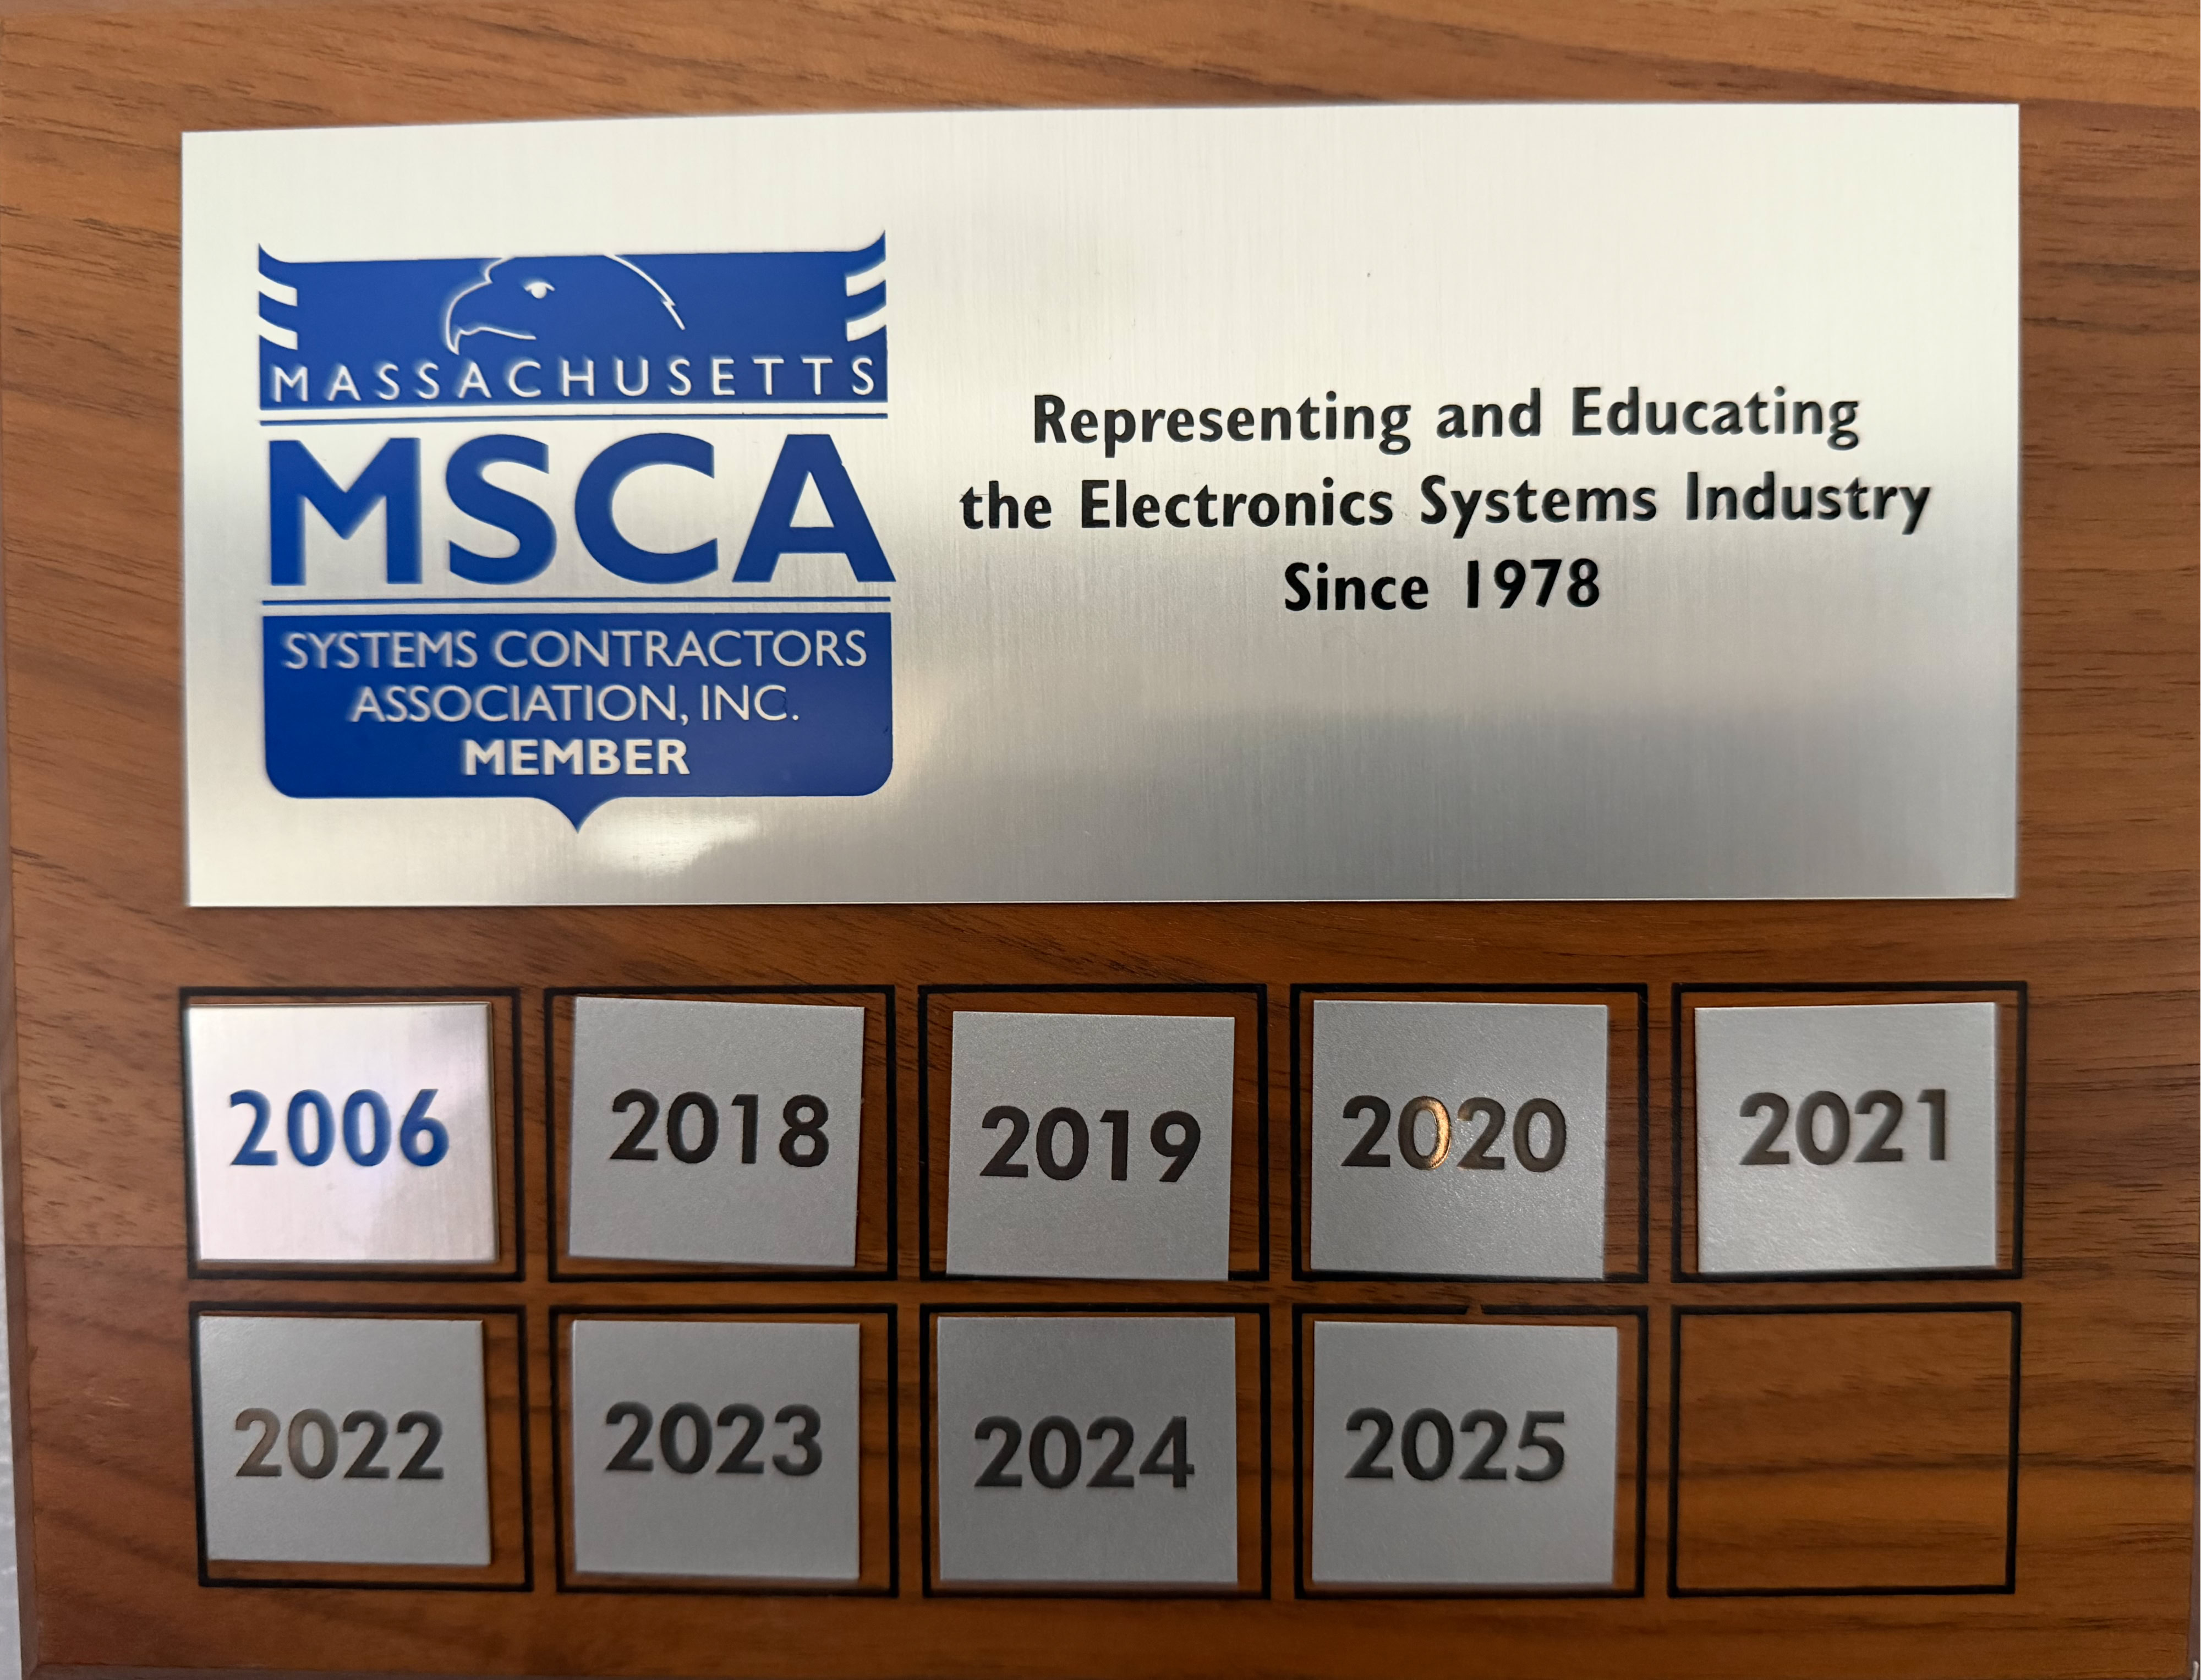 MASSACHUSETTS
MSCA
SYSTEMS CONTRACTORS
ASSOCIATION, INC.
MEMBER
Representing and Educating
the Electronics Systems Industry
Since 1978
2006 2018 2019 2020 2021
2022 2023 2024 2025